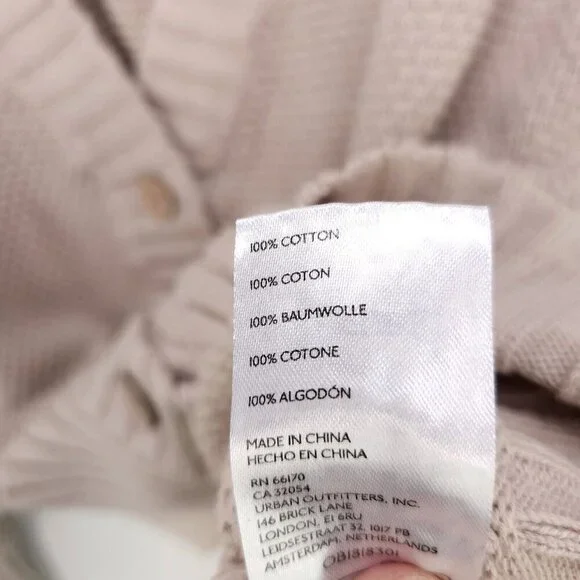 100% COTTON
100% COTON
100% BAUMWOLLE
100% COTONE
100% ALGODÓN
MADE IN CHINA
HECHO EN CHINA
RN 66170
CA 32054
URBAN OUTFITTERS, INC.
146 BRICK LANE
LONDON, E1 6RU
LEIDSESTRAAT 32, 1017 PB
AMSTERDAM, NETHERLANDS